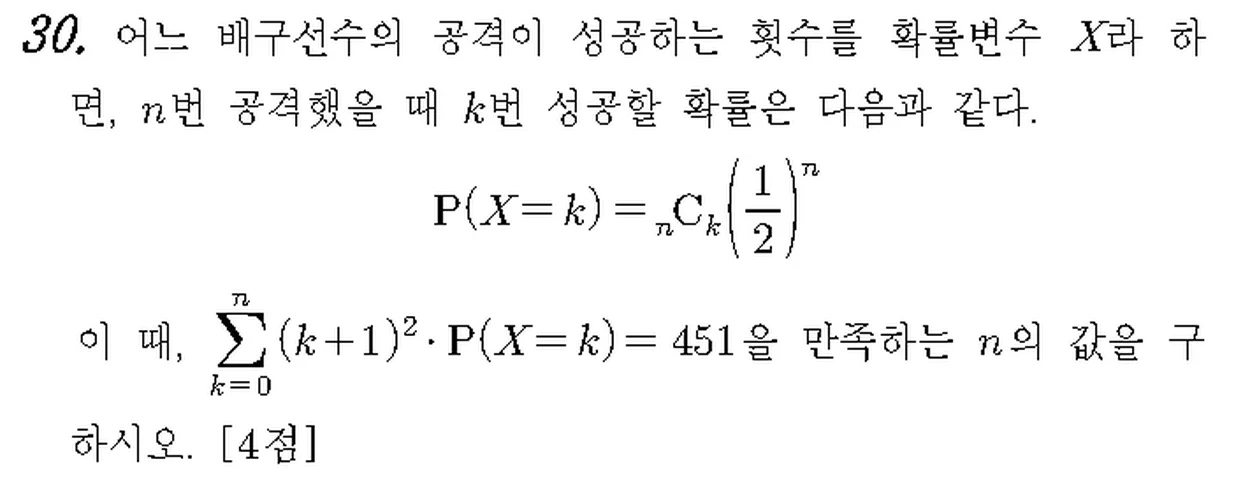 30. 어느 배구선수의 공격이 성공하는 횟수를 확률변수 X라 하
면, n번 공격했을 때 k번 성공할 확률은 다음과 같다.
P(X=k)=ₙCₖ(1/2)ⁿ
이 때, ∑_{k=0}^{n}(k+1)²·P(X=k)=451을 만족하는 n의 값을 구
하시오. [4점]